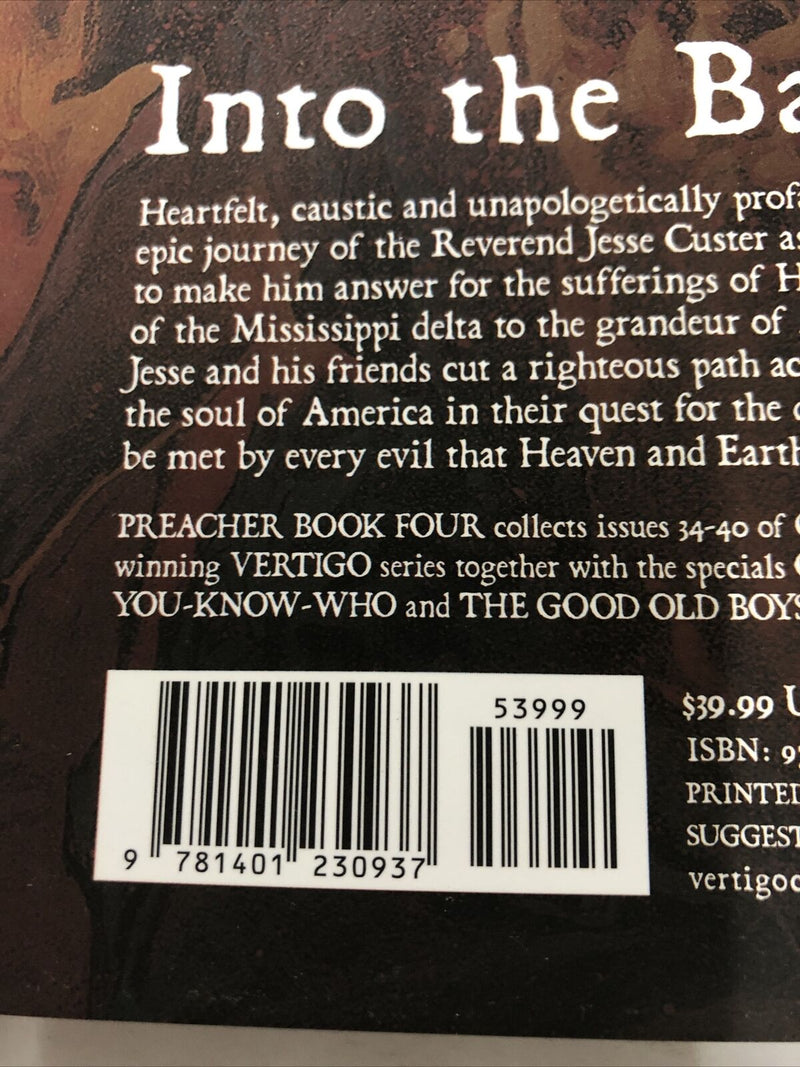 Into the Ba
Heartfelt, caustic and unapologetically prof
epic journey of the Reverend Jesse Custer as
to make him answer for the sufferings of H
of the Mississippi delta to the grandeur of
Jesse and his friends cut a righteous path ac
the soul of America in their quest for the
be met by every evil that Heaven and Earth
PREACHER BOOK FOUR collects issues 34-40 of
winning VERTIGO series together with the specials
YOU-KNOW-WHO and THE GOOD OLD BOYS
53999
9 781401 230937
$39.99 U
ISBN: 97
PRINTED
SUGGEST
vertigoc